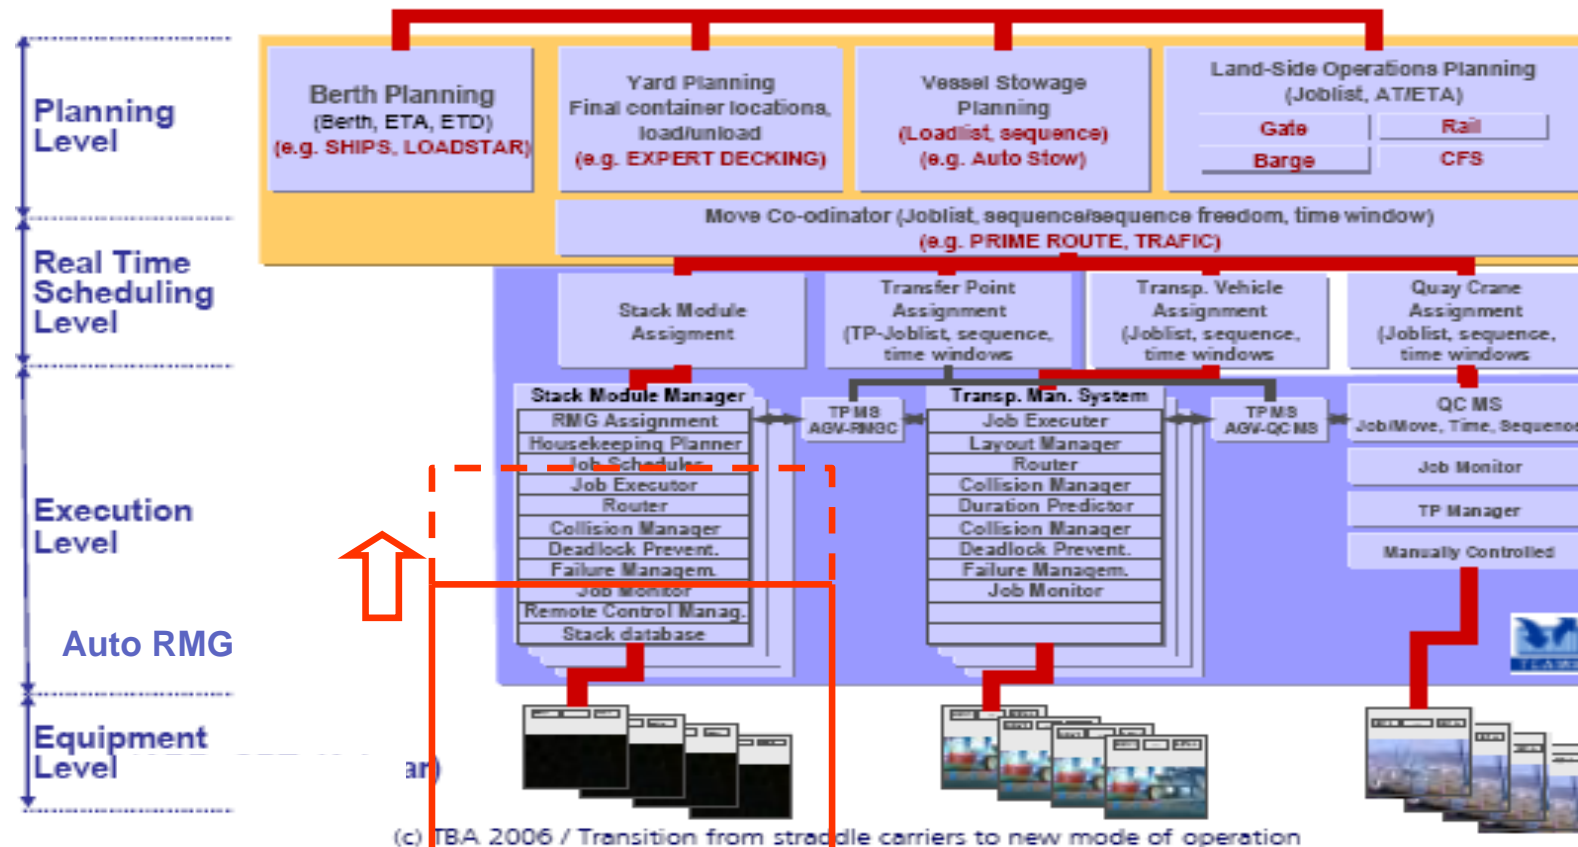 Planning
Level
Berth Planning
(Berth, ETA, ETD)
(e.g. SHIPS, LOADSTAR)
Yard Planning
Final container locations,
load/unload
(e.g. EXPERT DECKING)
Vessel Stowage
Planning
(Loadlist, sequence)
(e.g. Auto Stow)
Land-Side Operations Planning
(Joblist, AT/ETA)
Gate
Rail
Barge
CFS
Move Co-odinator (Joblist, sequence/sequence freedom, time window)
(e.g. PRIME ROUTE, TRAFIC)
Real Time
Scheduling
Level
Stack Module
Assigment
Transfer Point
Assignment
(TP-Joblist, sequence,
time windows
Transp. Vehicle
Assignment
(Joblist, sequence,
time windows
Quay Crane
Assignment
(Joblist, sequence,
time windows
Execution
Level
Auto RMG
Stack Module Manager
RMG Assignment
Housekeeping Planner
Job Scheduler
Job Executor
Router
Collision Manager
Deadlock Prevent.
Failure Managem.
Job Monitor
Remote Control Manag.
Stack database
TPMS
AGV-RMGC
Transp. Man. System
Job Executer
Layout Manager
Router
Collision Manager
Duration Predictor
Collision Manager
Deadlock Prevent.
Failure Managem.
Job Monitor
TPMS
AGV-QCMS
QC MS
Job/Move, Time, Sequence
Job Monitor
TP Manager
Manually Controlled
Equipment
Level
ar)
(c) TBA 2006 / Transition from straddle carriers to new mode of operation